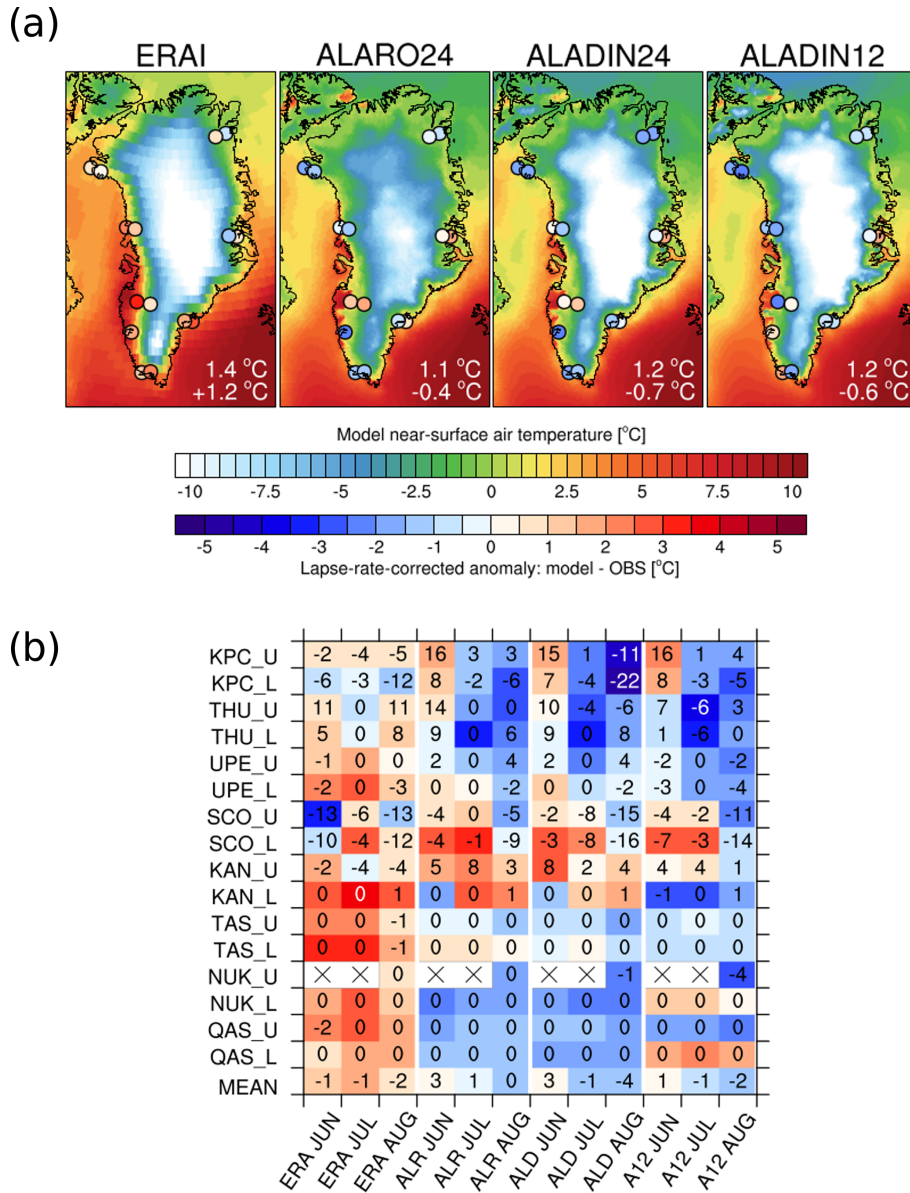 (a)
ERAI ALARO24 ALADIN24 ALADIN12
1.4 °C 1.1 °C 1.2 °C 1.2 °C
+1.2 °C -0.4 °C -0.7 °C -0.6 °C
Model near-surface air temperature [°C]
-10 -7.5 -5 -2.5 0 2.5 5 7.5 10
-5 -4 -3 -2 -1 0 1 2 3 4 5
Lapse-rate-corrected anomaly: model - OBS [°C]
(b)
KPC_U -2 -4 -5 16 3 3 15 1 -11 16 1 4
KPC_L -6 -3 -12 8 -2 -6 7 -4 -22 8 -3 -5
THU_U 11 0 11 14 0 0 10 -4 -6 7 -6 3
THU_L 5 0 8 9 0 6 9 0 8 1 -6 0
UPE_U -1 0 0 2 0 4 2 0 4 -2 0 -2
UPE_L -2 0 -3 0 0 -2 0 0 -2 -3 0 -4
SCO_U -13 -6 -13 -4 0 -5 -2 -8 -15 -4 -2 -11
SCO_L -10 -4 -12 -4 -1 -9 -3 -8 -16 -7 -3 -14
KAN_U -2 -4 -4 5 8 3 8 2 4 4 4 1
KAN_L 0 0 1 0 0 1 0 0 1 -1 0 1
TAS_U 0 0 -1 0 0 0 0 0 0 0 0 0
TAS_L 0 0 -1 0 0 0 0 0 0 0 0 0
NUK_U × × 0 × × 0 × × -1 × × -4
NUK_L 0 0 0 0 0 0 0 0 0 0 0 0
QAS_U -2 0 0 0 0 0 0 0 0 0 0 0
QAS_L 0 0 0 0 0 0 0 0 0 0 0 0
MEAN -1 -1 -2 3 1 0 3 -1 -4 1 -1 -2
ERA JUN ERA JUL ERA AUG ALR JUN ALR JUL ALR AUG ALD JUN ALD JUL ALD AUG A12 JUN A12 JUL A12 AUG